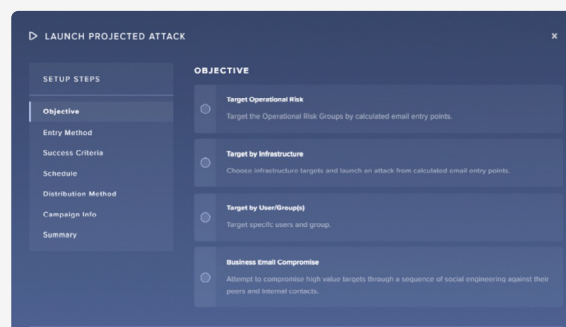 LAUNCH PROJECTED ATTACK
x
SETUP STEPS
Objective
Entry Method
Success Criteria
Schedule
Distribution Method
Campaign Info
Summary
OBJECTIVE
Target Operational Risk
Target the Operational Risk Groups by calculated email entry points.
Target by Infrastructure
Choose infrastructure targets and launch an attack from calculated email entry points.
Target by User/Group(s)
Target specifc users and group.
Business Email Compromise
Attempt to compromise high value targets through a sequence of social engineering against their
peers and internal contacts.